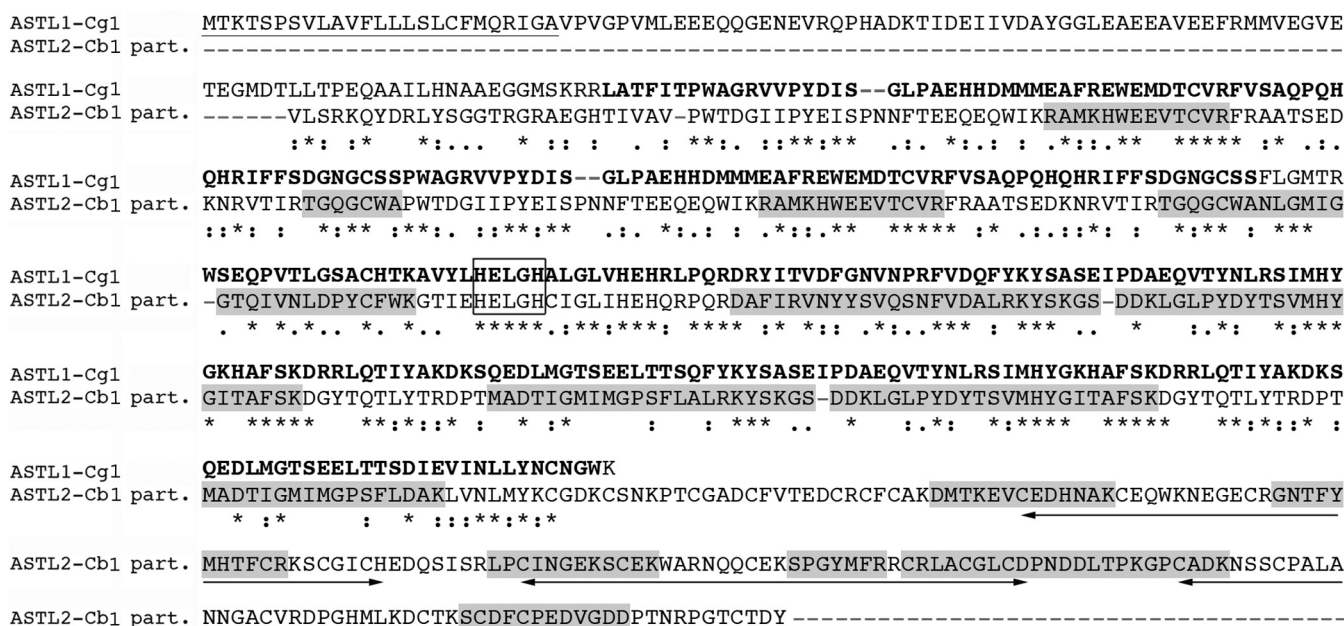 ASTL1-Cg1 MTKTSPSVLAVFLLLSLCFMQRIGAVPVGPVMLEEEQQGENEVRQPHADKTIDEIIVDAYGGLEAEEAVEEFRMMVEGVE
ASTL2-Cb1 part. --------------------------------------------------------------------------------
ASTL1-Cg1 TEGMDTLLTPEQAAILHNAAEGGMSKRRLATFITPWAGRVVPYDIS--GLPAEHHDMMMEAFREWEMDTCVRFVSAQPQH
ASTL2-Cb1 part. ------VLSRKQYDRLYSGGTRGRAEGHTIVAV-PWTDGIIPYEISPNNFTEEQEQWIKRAMKHWEEVTCVRFRAATSED
:*: *:... .* : : . .: . **: *::**:** .:. *: .: : .*:.** ***** :* ..
ASTL1-Cg1 QHRIFFSDGNGCSSPWAGRVVPYDIS--GLPAEHHDMMMEAFREWEMDTCVRFVSAQPQHQHRIFFSDGNGCSSFLGMTR
ASTL2-Cb1 part. KNRVTIRTGQGCWAPWTDGIIPYEISPNNFTEEQEQWIKRAMKHWEEVTCVRFRAATSEDKNRVTIRTGQGCWANLGMIG
::*: : *:** : **: *::**:** .:. *: .: : .*:.** ***** :* ..::*: : *:** : ***
ASTL1-Cg1 WSEQPVTLGSACHTKAVYLHELGHALGLVHEHRLPQRDRYITVDFGNVNPRFVDQFYKYSASEIPDAEQVTYNLRSIMHY
ASTL2-Cb1 part. -GTQIVNLDPYCFWKGTIEHELGHCIGLIHEHQRPQRDAFIRVNYYSVQSNFVDALRKYSKGS-DDKLGLPYDYTSVMHY
. * *.*. *. *. *****.:**:***: **** :* *:: .*: .*** : *** .. * :.*: *:***
ASTL1-Cg1 GKHAFSKDRRLQTIYAKDKSQEDLMGTSEELTTSQFYKYSASEIPDAEQVTYNLRSIMHYGKHAFSKDRRLQTIYAKDKS
ASTL2-Cb1 part. GITAFSKDGYTQTLYTRDPTMADTIGMIMGPSFLALRKYSKGS-DDKLGLPYDYTSVMHYGITAFSKDGYTQTLYTRDPT
* ***** **:*::* : * :* : : *** .. * :.*: *:**** ***** **:*::* :
ASTL1-Cg1 QEDLMGTSEELTTSDIEVINLLYNCNGWK
ASTL2-Cb1 part. MADTIGMIMGPSFLDAKLVNLMYKCGDKCSNKPTCGADCFVTEDCRCFCAKDMTKEVCEDHNAKCEQWKNEGECRGNTFY
* :* : * ::**:*:*
ASTL2-Cb1 part. MHTFCRKSCGICHEDQSISRLPCINGEKSCEKWARNQQCEKSPGYMFRRCRLACGLCDPNDDLTPKGPCADKNSSCPALA
ASTL2-Cb1 part. NNGACVRDPGHMLKDCTKSCDFCPEDVGDDPTNRPGTCTDY---------------------------------------